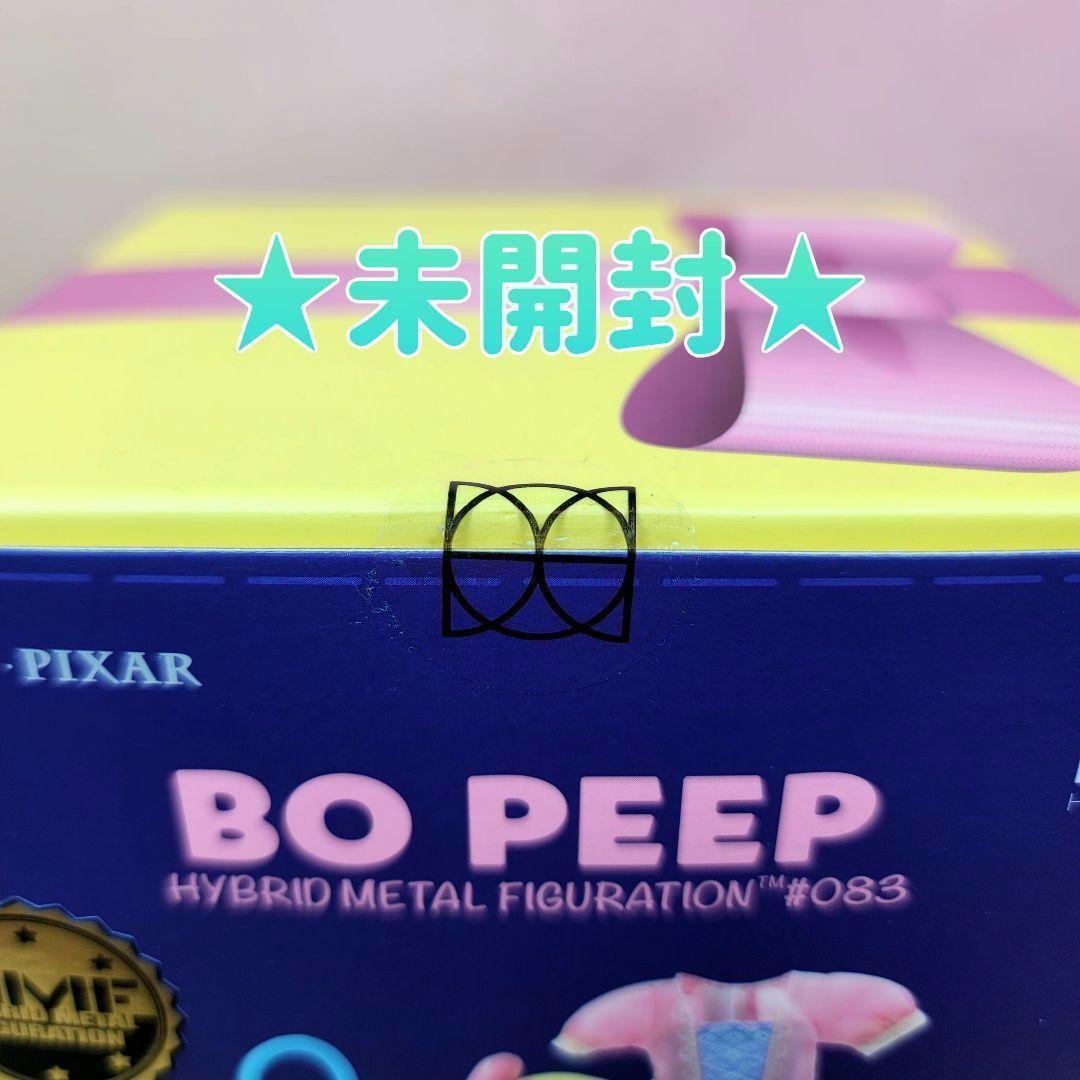 ★未開封★
PIXAR
BO PEEP
HYBRID METAL FIGURATION™#083